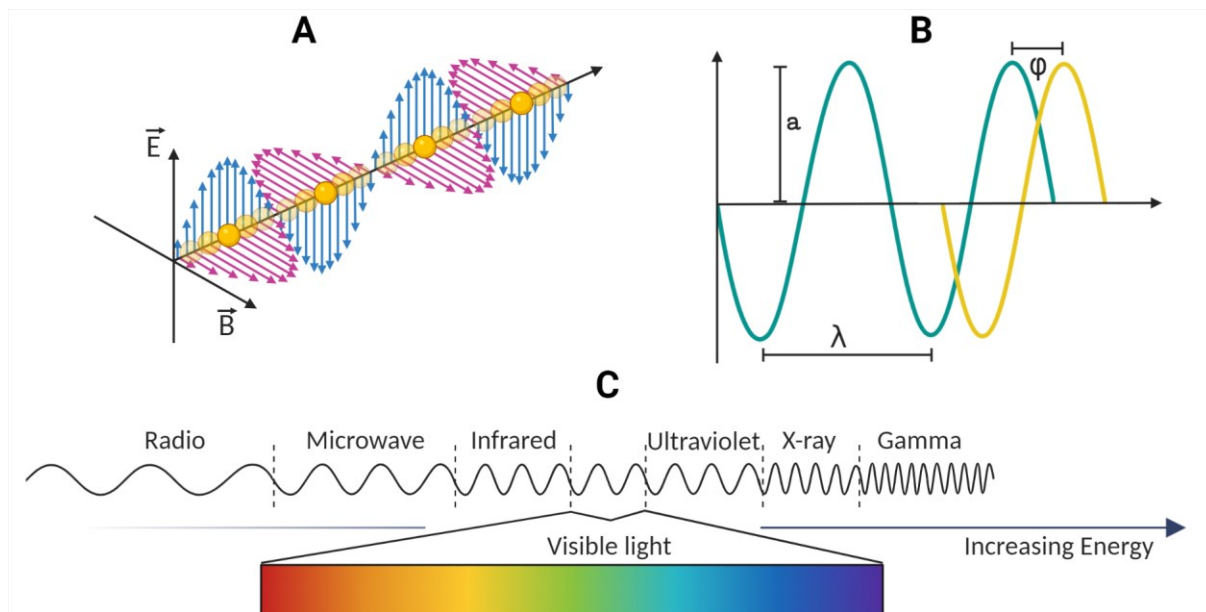 A
B
E
B
φ
a
λ
C
Radio Microwave Infrared Ultraviolet X-ray Gamma
Visible light
Increasing Energy